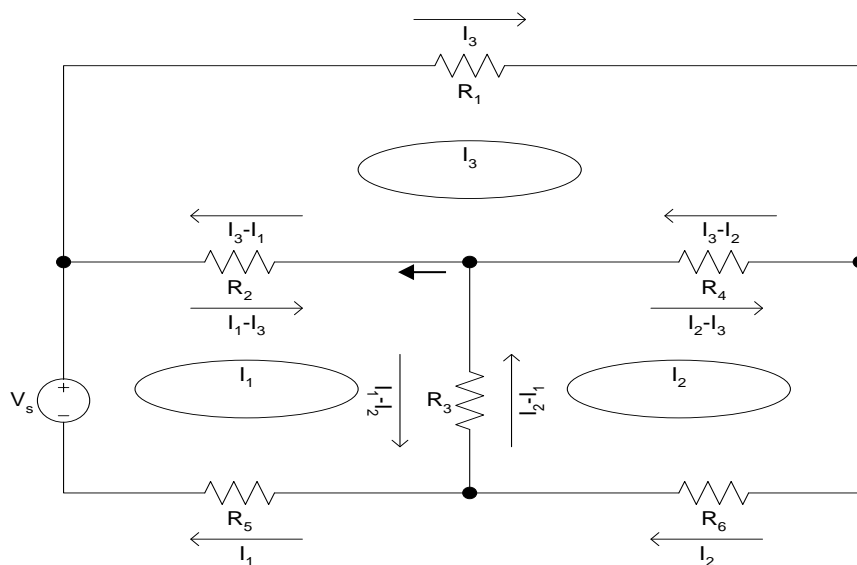 I₃
R₁
I₃
I₃-I₁
I₃-I₂
R₂
R₄
I₁-I₃
I₂-I₃
I₁
I₂
+
Vₛ
−
I₁-I₂
R₃
I₂-I₁
R₅
R₆
I₁
I₂